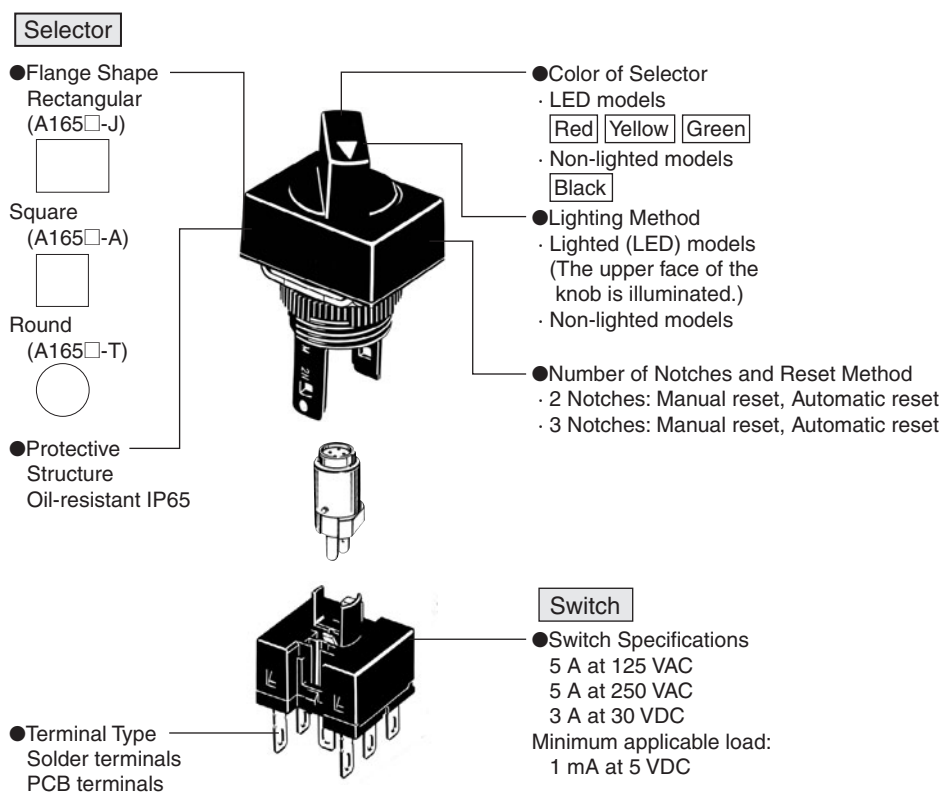 Selector
●Flange Shape
Rectangular
(A165□-J)
Square
(A165□-A)
Round
(A165□-T)
●Protective
Structure
Oil-resistant IP65
●Color of Selector
· LED models
Red Yellow Green
· Non-lighted models
Black
●Lighting Method
· Lighted (LED) models
(The upper face of the
knob is illuminated.)
· Non-lighted models
●Number of Notches and Reset Method
· 2 Notches: Manual reset, Automatic reset
· 3 Notches: Manual reset, Automatic reset
Switch
●Switch Specifications
5 A at 125 VAC
5 A at 250 VAC
3 A at 30 VDC
Minimum applicable load:
1 mA at 5 VDC
●Terminal Type
Solder terminals
PCB terminals